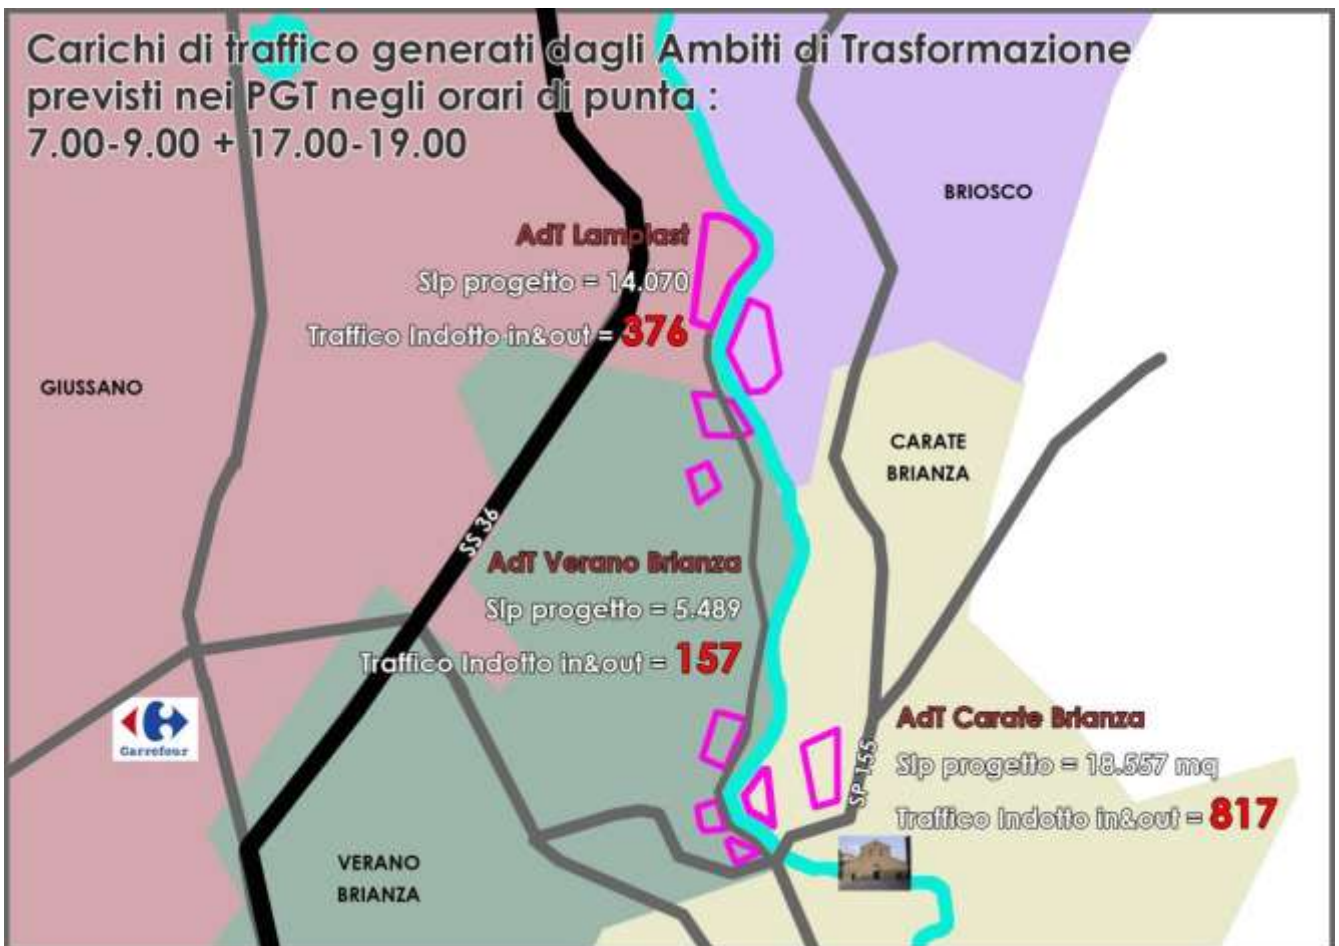 Carichi di traffico generati dagli Ambiti di Trasformazione
previsti nei PGT negli orari di punta :
7.00-9.00 + 17.00-19.00
BRIOSCO
AdT Lamplast
Slp progetto = 14.070
Traffico Indotto in&out = 376
GIUSSANO
CARATE
BRIANZA
SS 36
AdT Verano Brianza
Slp progetto = 5.489
Traffico Indotto in&out = 157
Carrefour
AdT Carate Brianza
Slp progetto = 18.557 mq
Traffico Indotto in&out = 817
SP 155
VERANO
BRIANZA